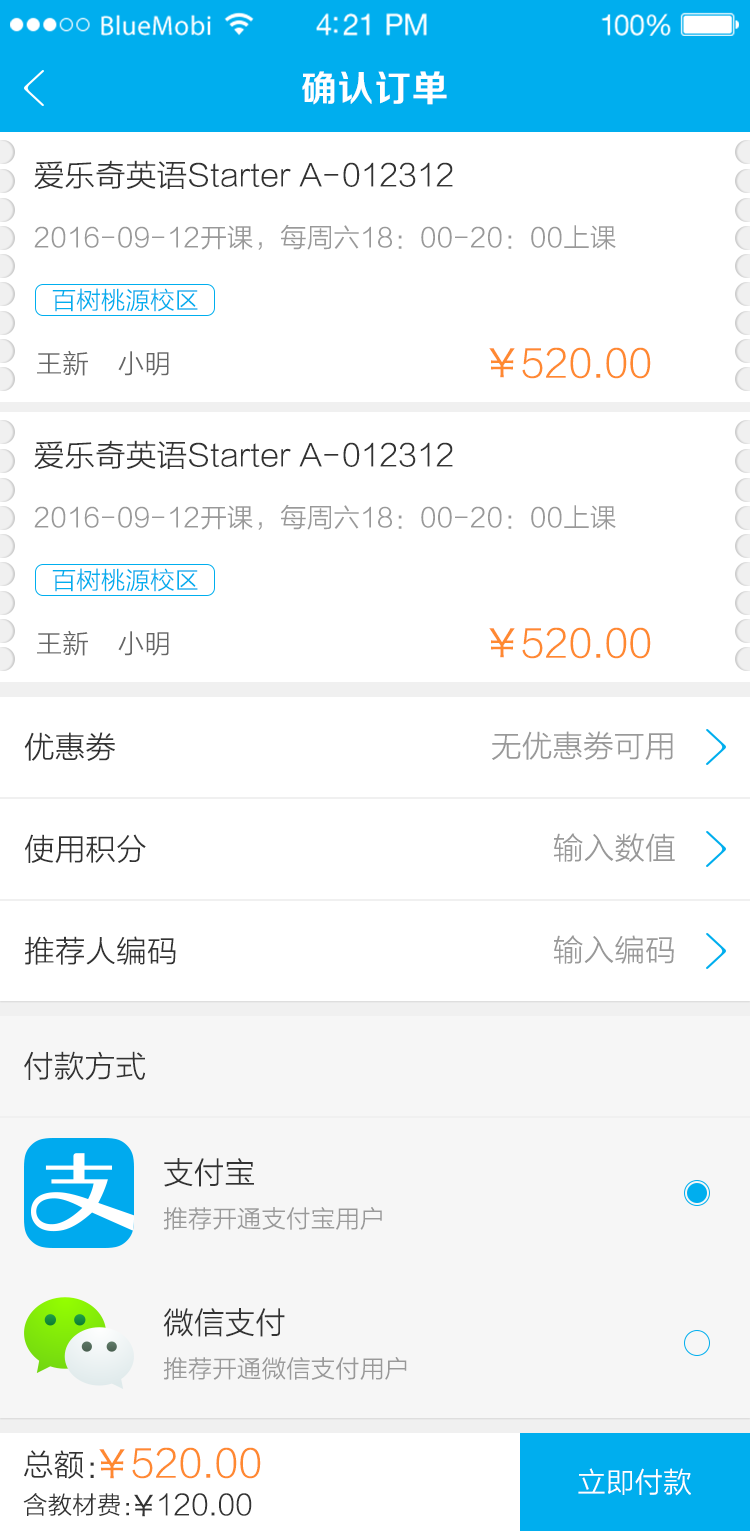 BlueMobi 4:21 PM 100%
确认订单
爱乐奇英语Starter A-012312
2016-09-12开课，每周六18：00-20：00上课
百树桃源校区
王新 小明 ￥520.00
爱乐奇英语Starter A-012312
2016-09-12开课，每周六18：00-20：00上课
百树桃源校区
王新 小明 ￥520.00
优惠劵 无优惠劵可用
使用积分 输入数值
推荐人编码 输入编码
付款方式
支 支付宝
推荐开通支付宝用户
微信支付
推荐开通微信支付用户
总额:￥520.00
含教材费:￥120.00
立即付款